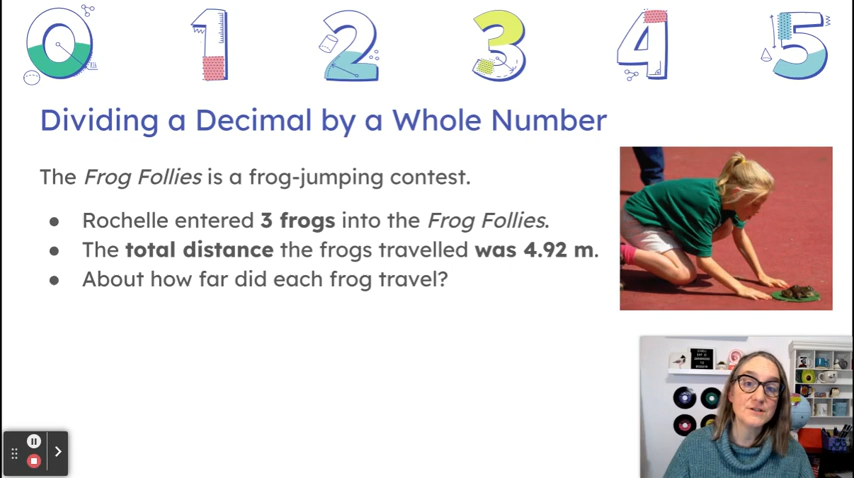 0 1 2 3 4 5
Dividing a Decimal by a Whole Number
The Frog Follies is a frog-jumping contest.
● Rochelle entered 3 frogs into the Frog Follies.
● The total distance the frogs travelled was 4.92 m.
● About how far did each frog travel?